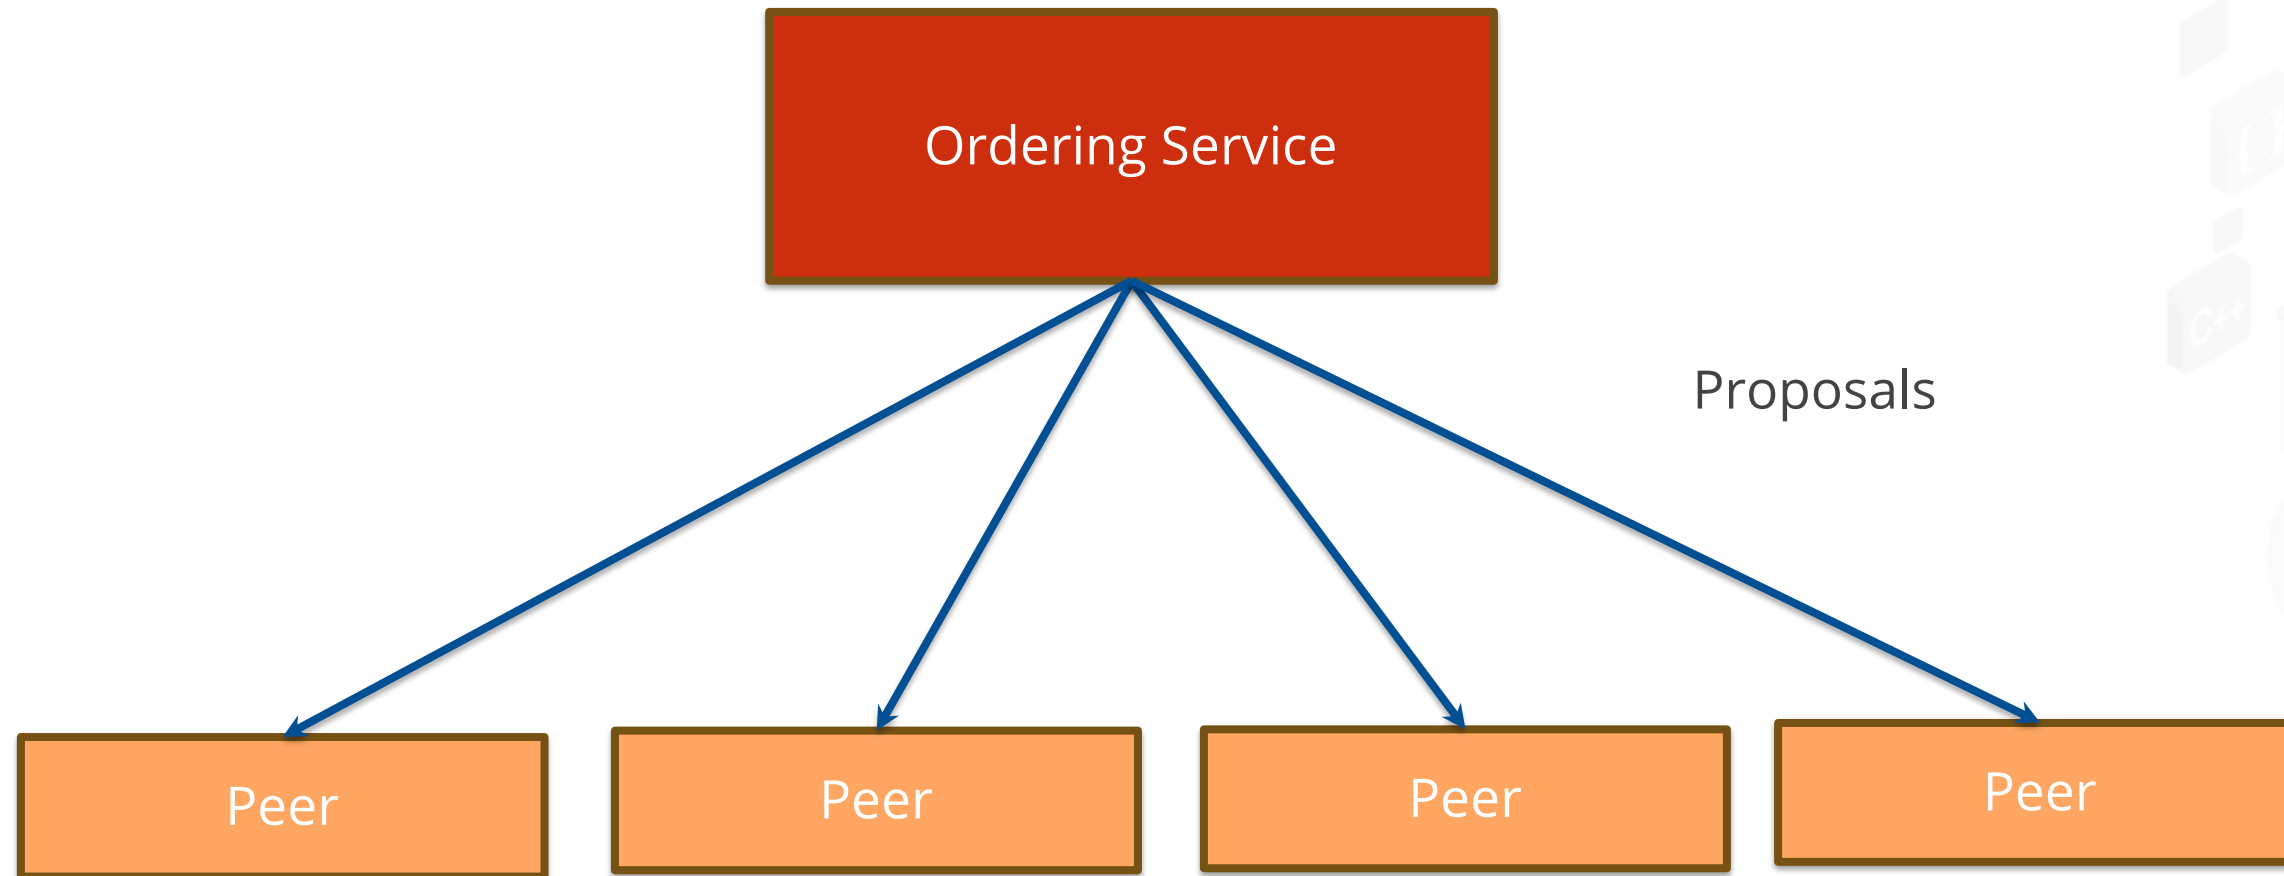 Ordering Service
{ }
C++
Proposals
Peer
Peer
Peer
Peer